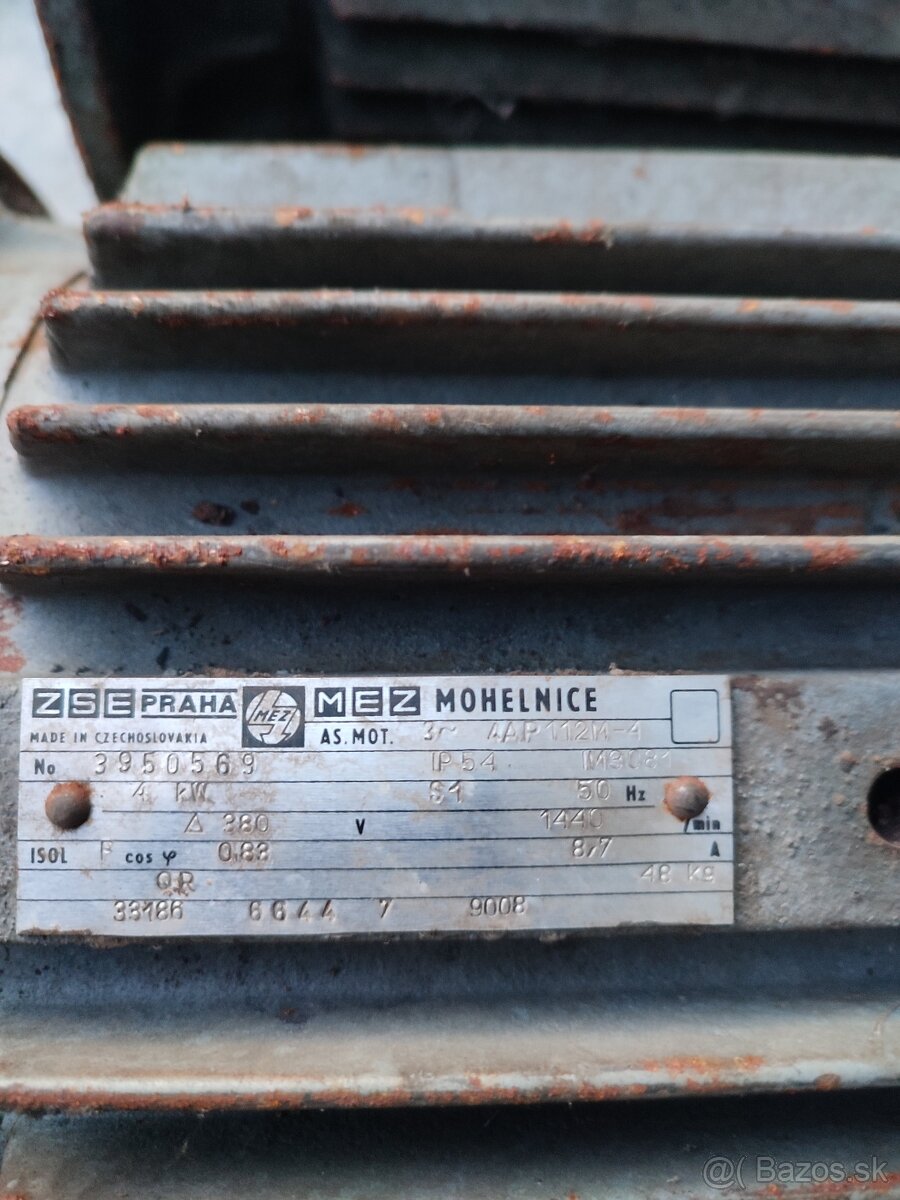 ZSE PRAHA MEZ MEZ MOHELNICE
MADE IN CZECHOSLOVAKIA AS. MOT. 3~ 4AP112M-4
No 3950569 IP54
4 kW S1 50 Hz
△ 380 V 1440 /min
ISOL F cos φ 0,83 8,7 A
48 kg
33186 6644 7 9008
@( Bazos.sk